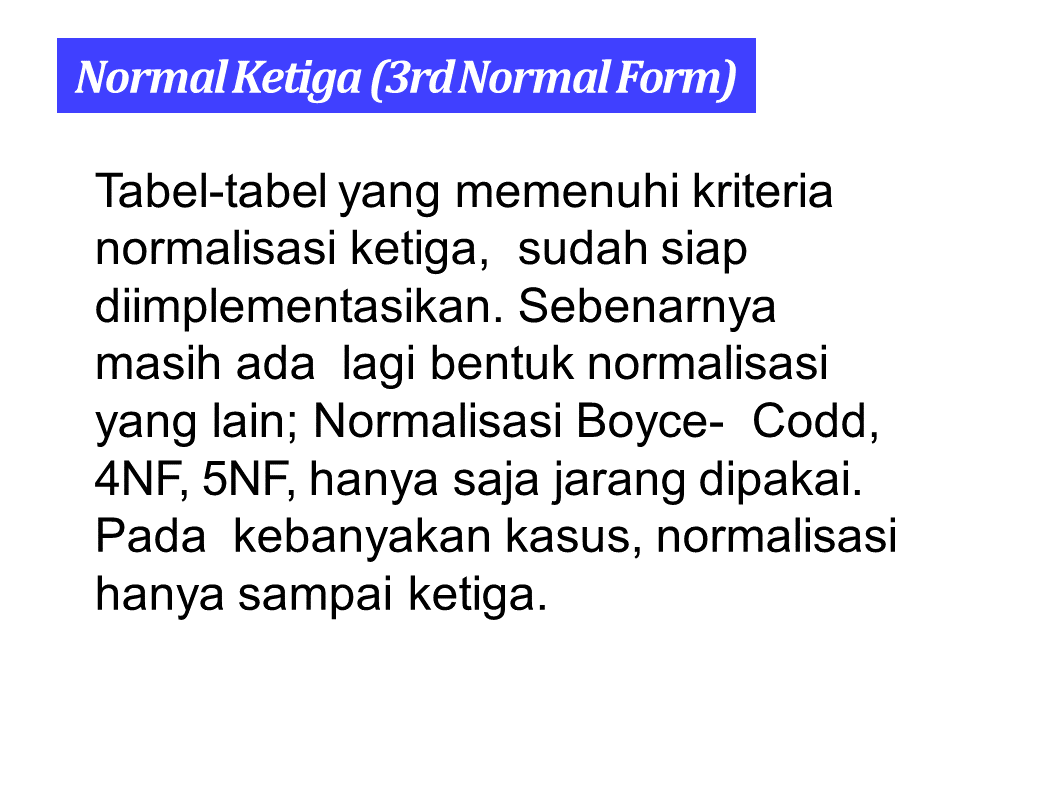 Normal Ketiga (3rd Normal Form)
Tabel-tabel yang memenuhi kriteria
normalisasi ketiga, sudah siap
diimplementasikan. Sebenarnya
masih ada lagi bentuk normalisasi
yang lain; Normalisasi Boyce- Codd,
4NF, 5NF, hanya saja jarang dipakai.
Pada kebanyakan kasus, normalisasi
hanya sampai ketiga.